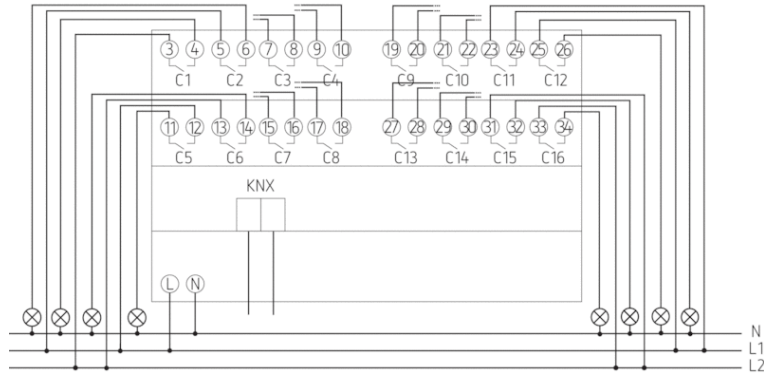 3 4 5 6 7 8 9 10 19 20 21 22 23 24 25 26
C1 C2 C3 C4 C9 C10 C11 C12
11 12 13 14 15 16 17 18 27 28 29 30 31 32 33 34
C5 C6 C7 C8 C13 C14 C15 C16
KNX
L N
N
L1
L2